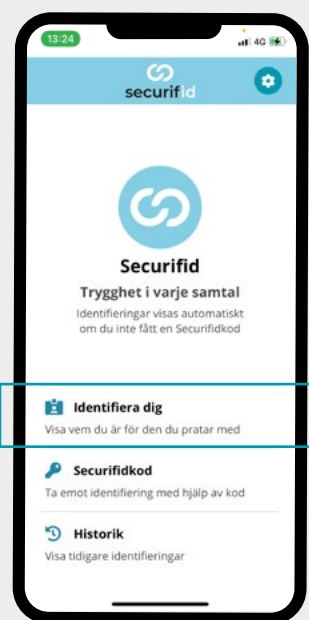 13:24
4G
securifid
Securifid
Trygghet i varje samtal
Identifieringar visas automatiskt
om du inte fått en Securifidkod
Identifiera dig
Visa vem du är för den du pratar med
Securifidkod
Ta emot identifiering med hjälp av kod
Historik
Visa tidigare identifieringar